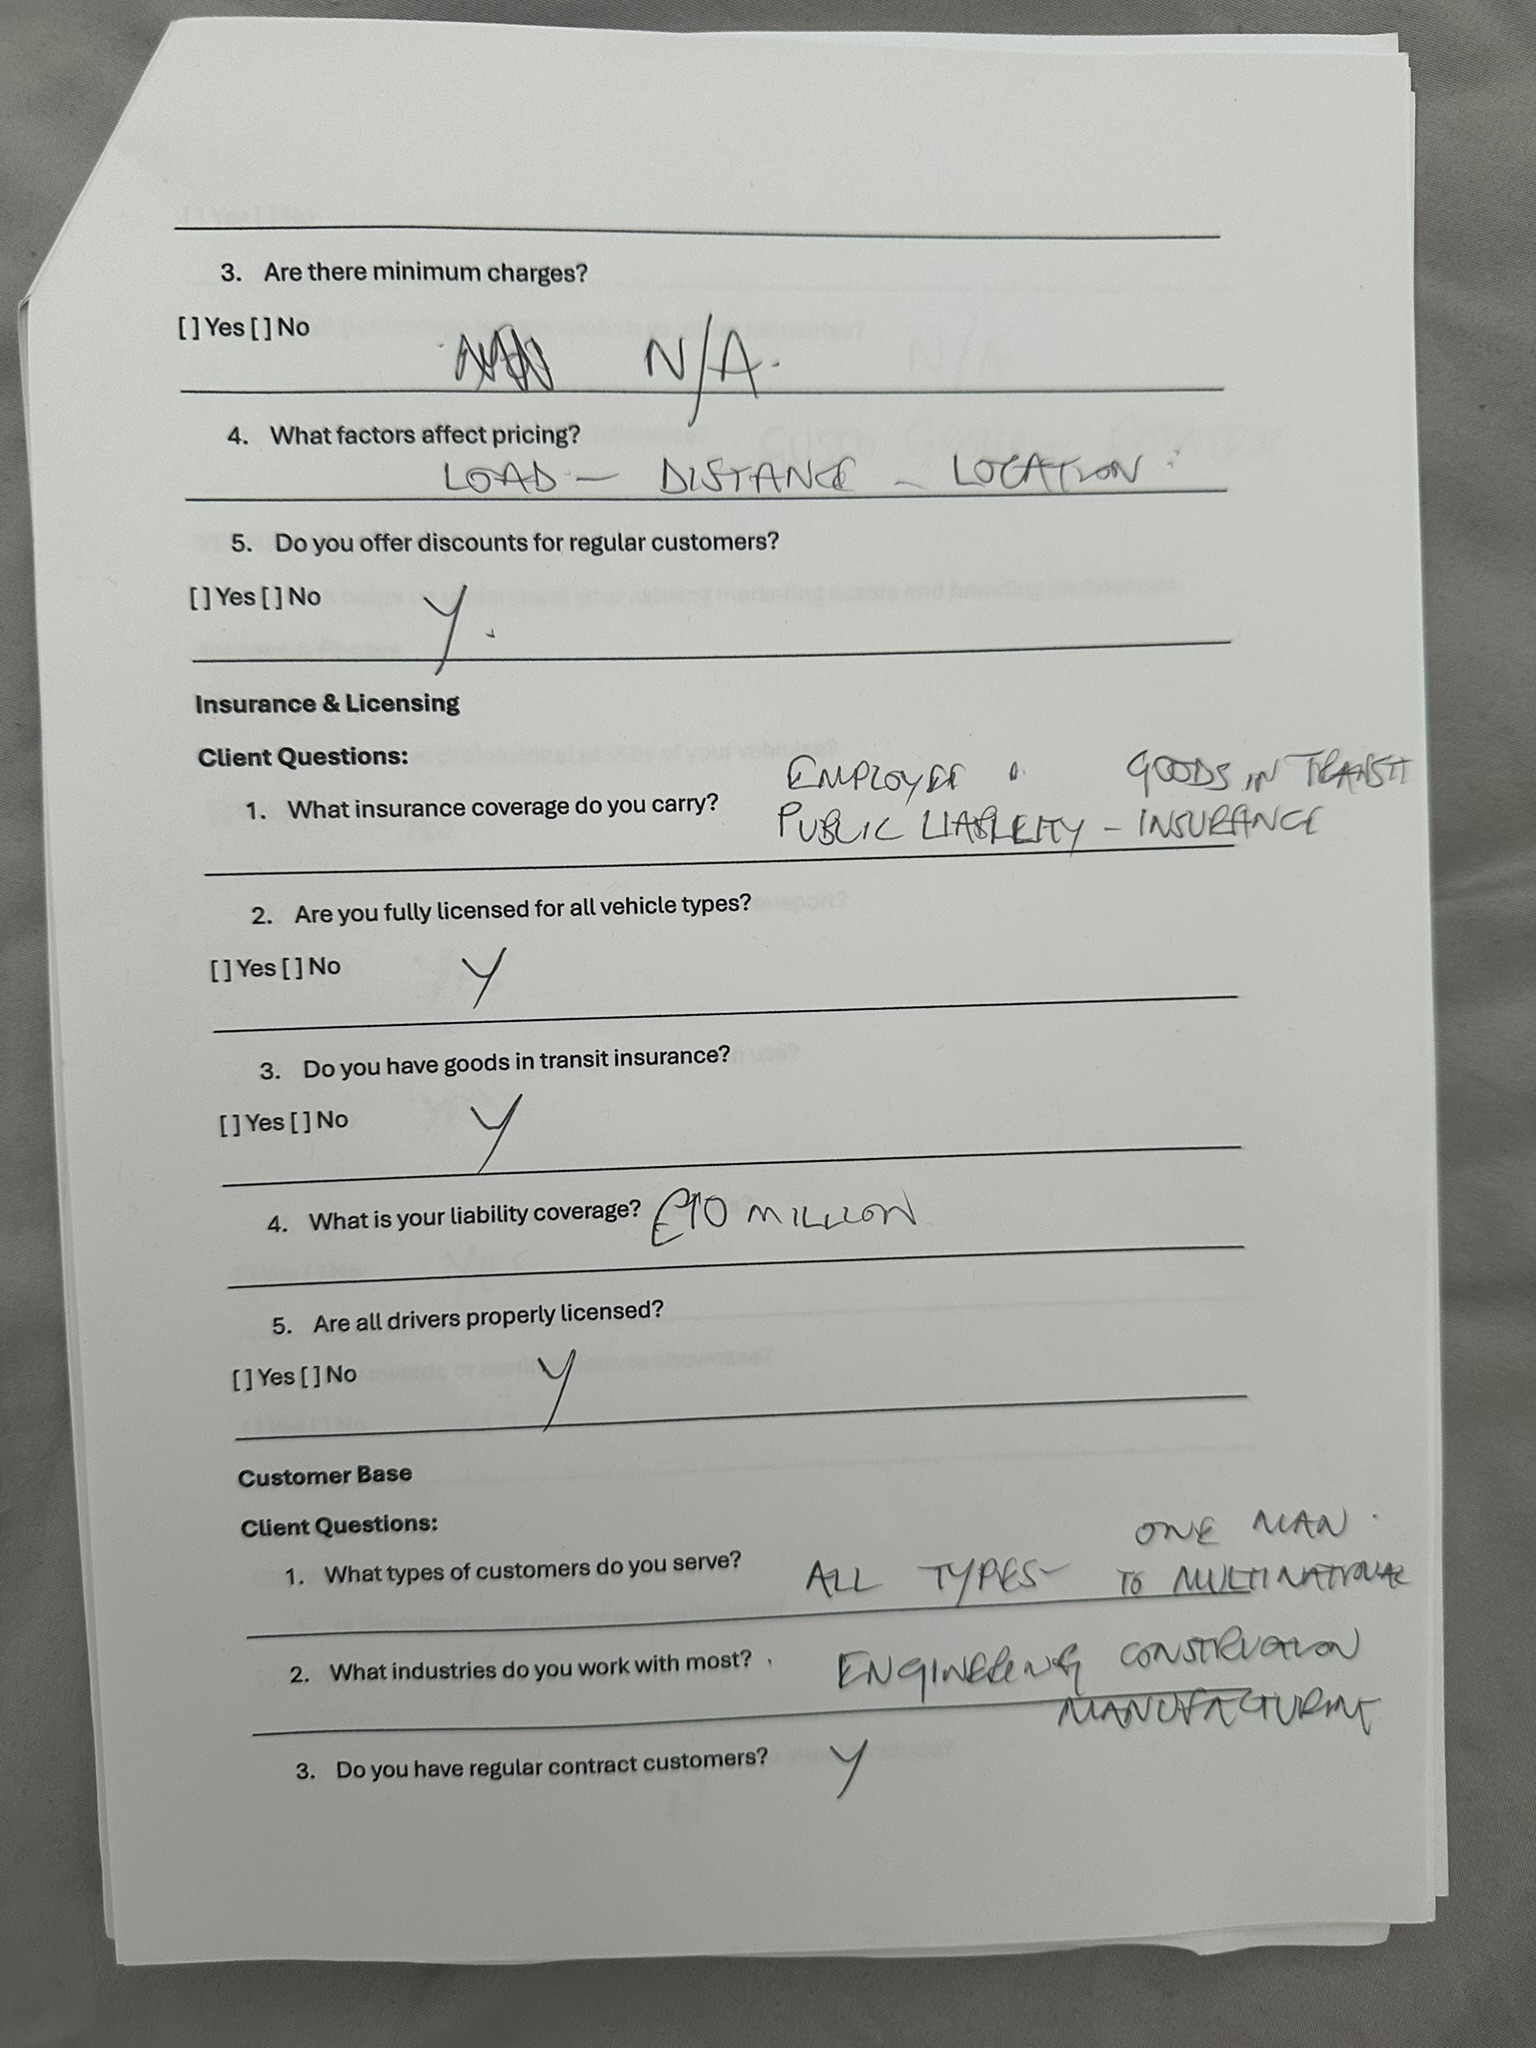 3. Are there minimum charges?
[ ] Yes [ ] No
N/A.
4. What factors affect pricing?
LOAD - DISTANCE - LOCATION.
5. Do you offer discounts for regular customers?
[ ] Yes [ ] No
Y.
Insurance & Licensing
Client Questions:
1. What insurance coverage do you carry? EMPLOYEE GOODS IN TRANSIT
PUBLIC LIABILITY - INSURANCE
2. Are you fully licensed for all vehicle types?
[ ] Yes [ ] No Y
3. Do you have goods in transit insurance?
[ ] Yes [ ] No Y
4. What is your liability coverage? £10 MILLION
5. Are all drivers properly licensed?
[ ] Yes [ ] No Y
Customer Base
Client Questions:
ONE MAN.
1. What types of customers do you serve? ALL TYPES - TO MULTINATIONAL
2. What industries do you work with most? ENGINEERING CONSTRUCTION
MANUFACTURING
3. Do you have regular contract customers? Y